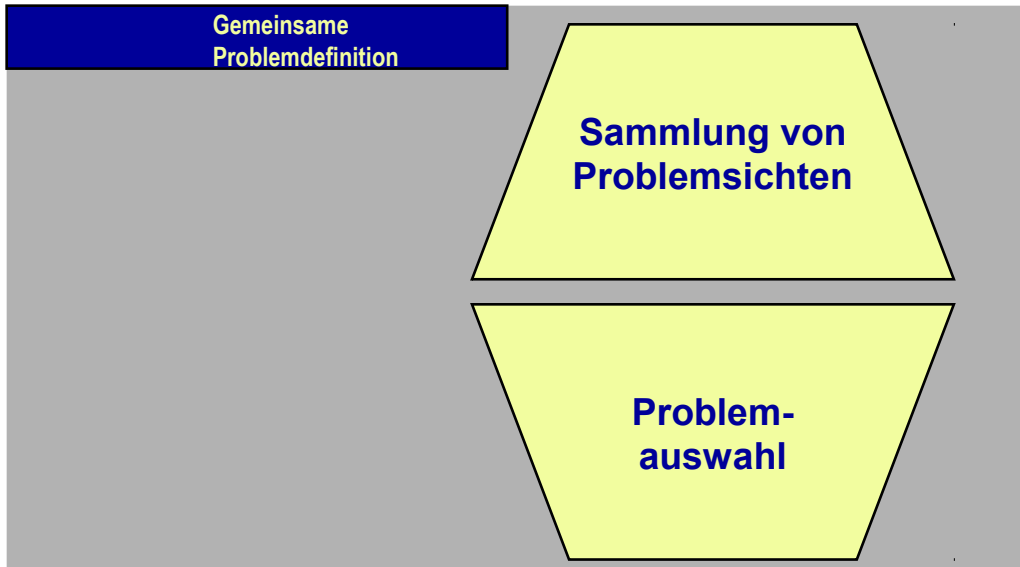 Gemeinsame
Problemdefinition
Sammlung von
Problemsichten
Problem-
auswahl